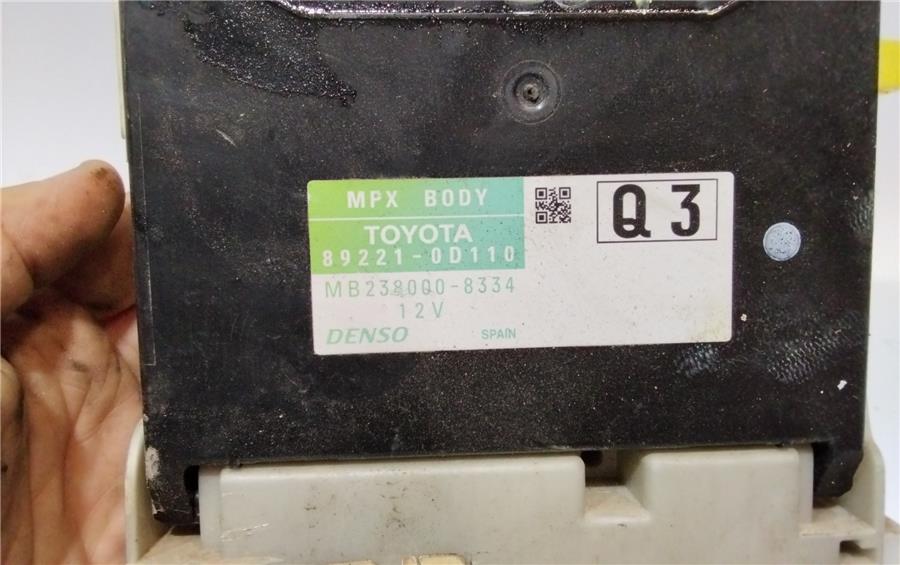 MPX BODY
TOYOTA
89221-0D110
MB238000-8334
12V
DENSO SPAIN
Q3